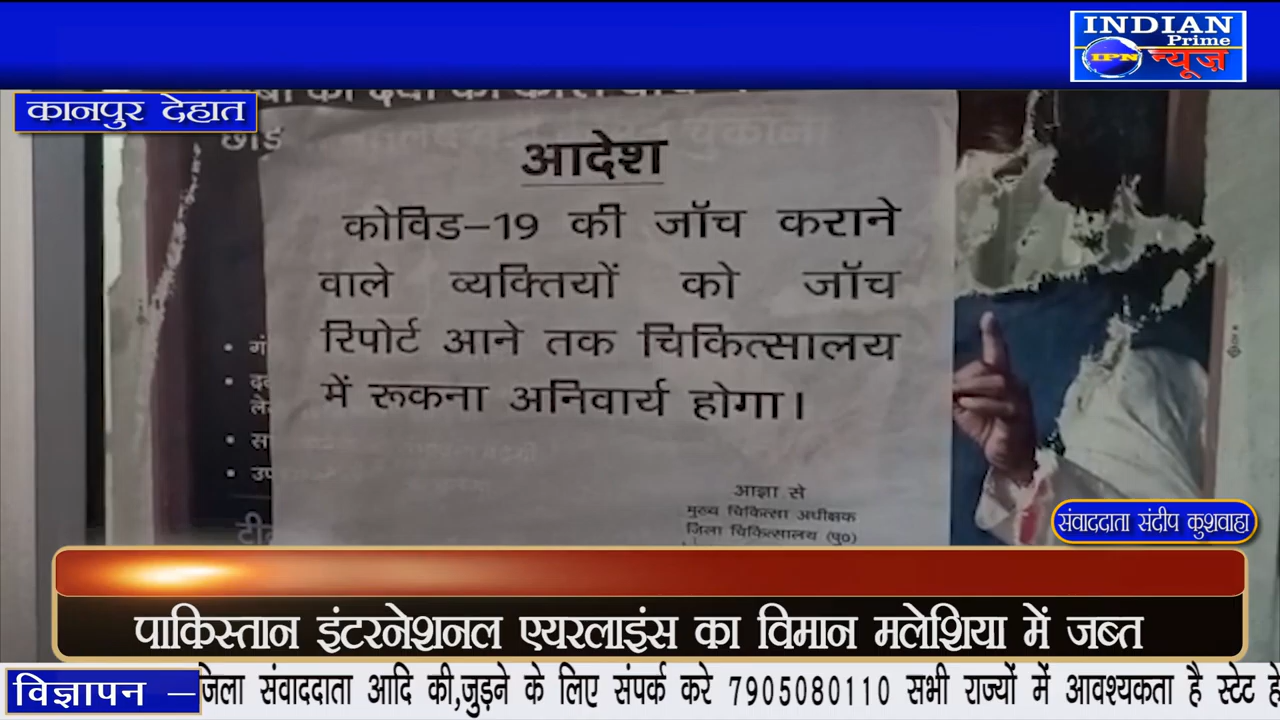 INDIAN
Prime
IPN न्यूज़
कानपुर देहात
आदेश
कोविड-19 की जॉच कराने
वाले व्यक्तियों को जॉच
रिपोर्ट आने तक चिकित्सालय
में रूकना अनिवार्य होगा।
आज्ञा से
मुख्य चिकित्सा अधीक्षक
जिला चिकित्सालय (पु०)
संवाददाता संदीप कुशवाहा
पाकिस्तान इंटरनेशनल एयरलाइंस का विमान मलेशिया में जब्त
विज्ञापन – जिला संवाददाता आदि की,जुड़ने के लिए संपर्क करे 7905080110 सभी राज्यों में आवश्यकता है स्टेट